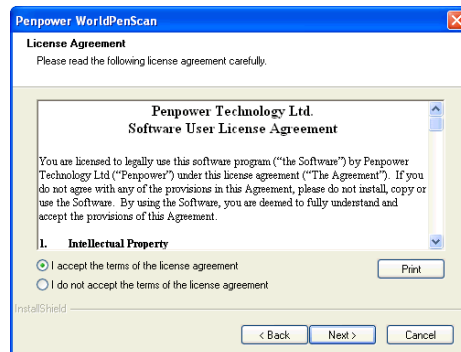 Penpower WorldPenScan
License Agreement
Please read the following license agreement carefully.
Penpower Technology Ltd.
Software User License Agreement
You are licensed to legally use this software program (“the Software”) by Penpower
Technology Ltd (“Penpower”) under this license agreement (“The Agreement”). If you
do not agree with any of the provisions in this Agreement, please do not install, copy or
use the Software. By using the Software, you are deemed to fully understand and
accept the provisions of this Agreement.
1. Intellectual Property
I accept the terms of the license agreement
Print
I do not accept the terms of the license agreement
InstallShield
< Back
Next >
Cancel